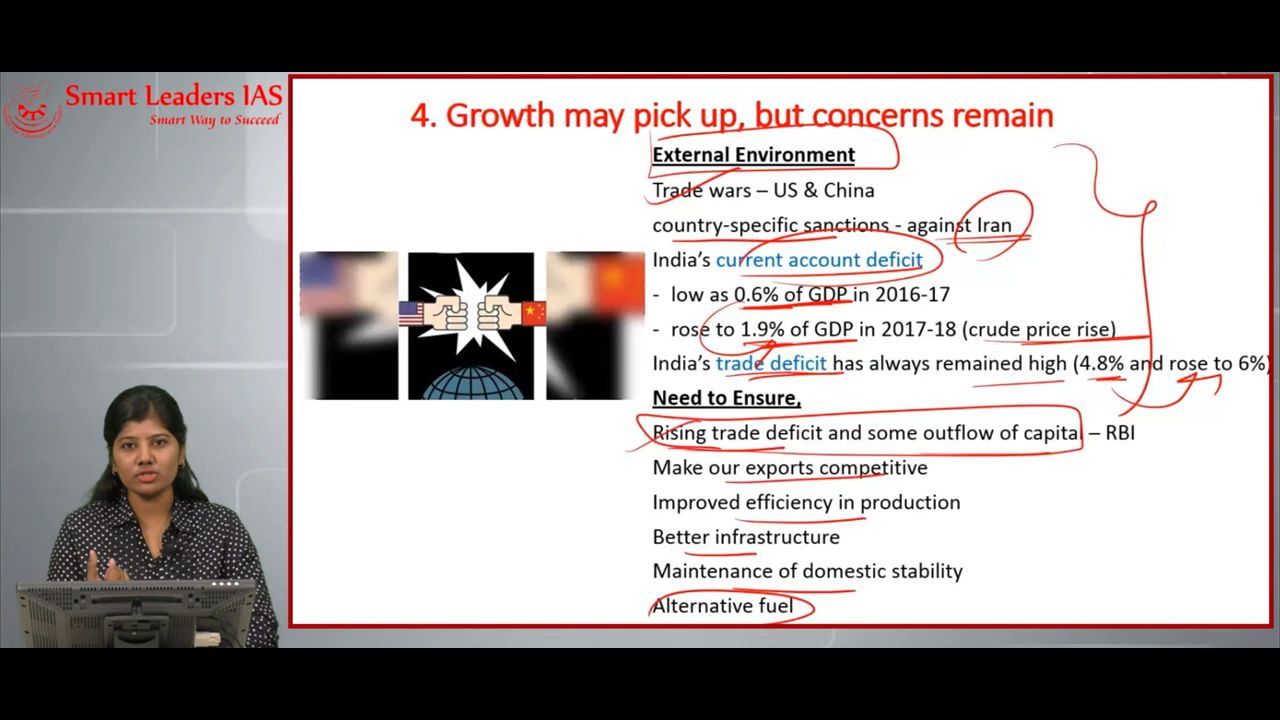 Smart Leaders IAS
Smart Way to Succeed
4. Growth may pick up, but concerns remain
External Environment
Trade wars – US & China
country-specific sanctions - against Iran
India’s current account deficit
- low as 0.6% of GDP in 2016-17
- rose to 1.9% of GDP in 2017-18 (crude price rise)
India’s trade deficit has always remained high (4.8% and rose to 6%)
Need to Ensure,
Rising trade deficit and some outflow of capital – RBI
Make our exports competitive
Improved efficiency in production
Better infrastructure
Maintenance of domestic stability
Alternative fuel